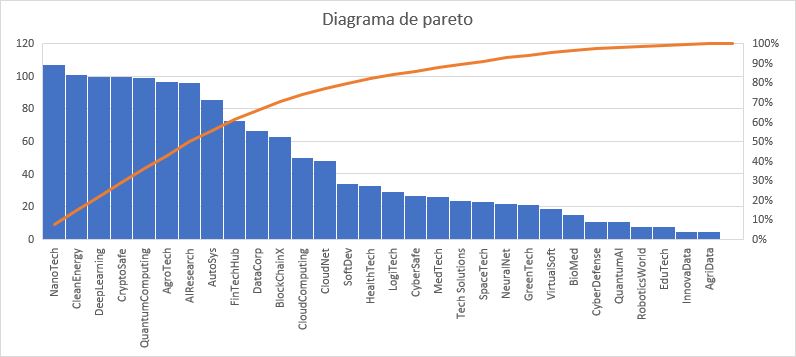 Diagrama de pareto
120
100
80
60
40
20
0
100%
90%
80%
70%
60%
50%
40%
30%
20%
10%
0%
NanoTech
CleanEnergy
DeepLearning
CryptoSafe
QuantumComputing
AgroTech
AIResearch
AutoSys
FinTechHub
DataCorp
BlockChainX
CloudComputing
CloudNet
SoftDev
HealthTech
LogiTech
CyberSafe
MedTech
Tech Solutions
SpaceTech
NeuralNet
GreenTech
VirtualSoft
BioMed
CyberDefense
QuantumAI
RoboticsWorld
EduTech
InnovaData
AgriData